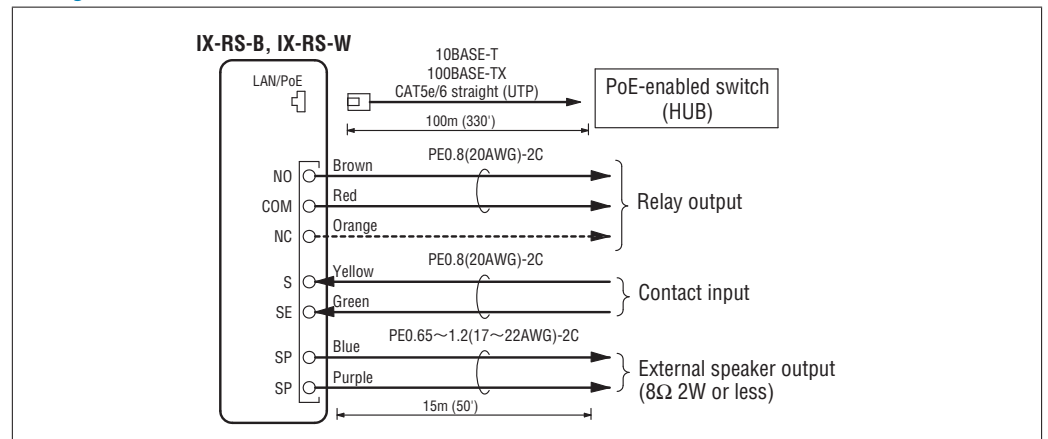 IX-RS-B, IX-RS-W
LAN/PoE
10BASE-T
100BASE-TX
CAT5e/6 straight (UTP)
100m (330')
PoE-enabled switch
(HUB)
PE0.8(20AWG)-2C
NO Brown
COM Red
NC Orange
Relay output
PE0.8(20AWG)-2C
S Yellow
SE Green
Contact input
PE0.65～1.2(17～22AWG)-2C
SP Blue
SP Purple
External speaker output
(8Ω 2W or less)
15m (50')